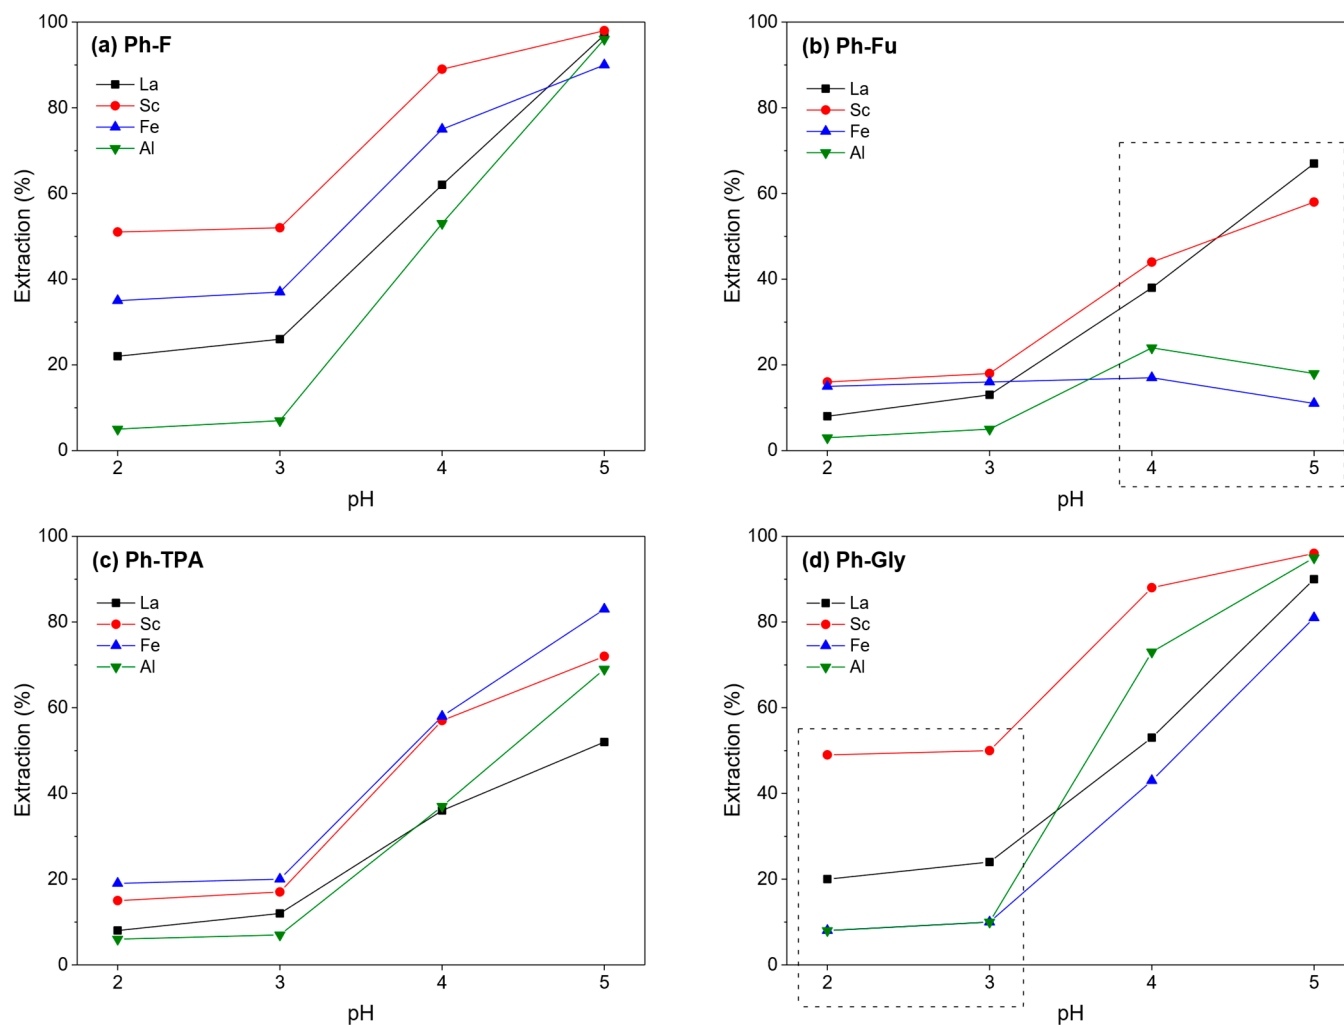 (a) Ph-F
La
Sc
Fe
Al
Extraction (%)
100
80
60
40
20
0
2 3 4 5
pH
(b) Ph-Fu
La
Sc
Fe
Al
Extraction (%)
100
80
60
40
20
0
2 3 4 5
pH
(c) Ph-TPA
La
Sc
Fe
Al
Extraction (%)
100
80
60
40
20
0
2 3 4 5
pH
(d) Ph-Gly
La
Sc
Fe
Al
Extraction (%)
100
80
60
40
20
0
2 3 4 5
pH